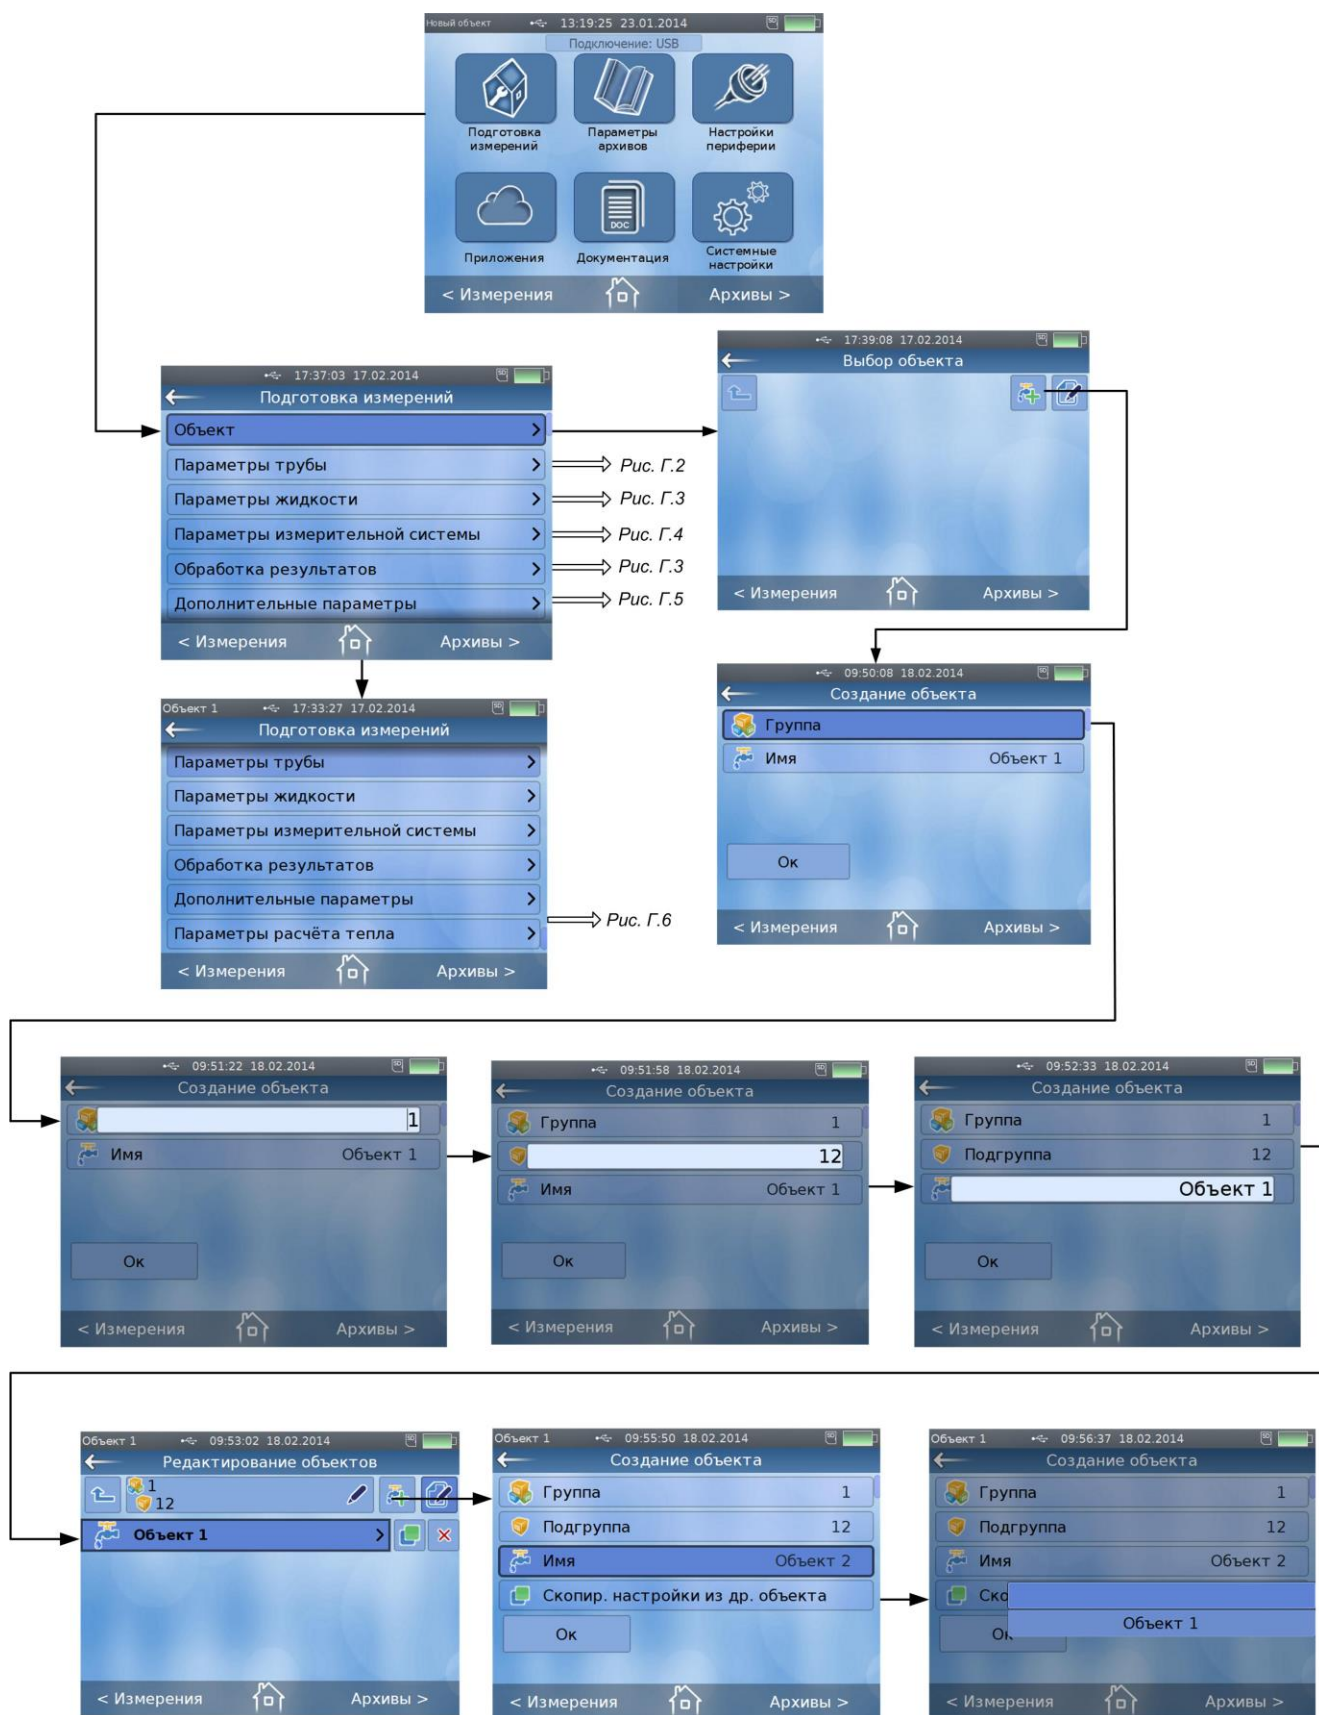 Новый объект 13:19:25 23.01.2014
Подключение: USB
Подготовка измерений
Параметры архивов
Настройки периферии
DOC
Приложения
Документация
Системные настройки
< Измерения Архивы >
17:39:08 17.02.2014
Выбор объекта
< Измерения Архивы >
17:37:03 17.02.2014
Подготовка измерений
Объект
Параметры трубы Рис. Г.2
Параметры жидкости Рис. Г.3
Параметры измерительной системы Рис. Г.4
Обработка результатов Рис. Г.3
Дополнительные параметры Рис. Г.5
< Измерения Архивы >
09:50:08 18.02.2014
Создание объекта
Группа
Имя Объект 1
Ок
< Измерения Архивы >
Объект 1 17:33:27 17.02.2014
Подготовка измерений
Параметры трубы
Параметры жидкости
Параметры измерительной системы
Обработка результатов
Дополнительные параметры
Параметры расчёта тепла Рис. Г.6
< Измерения Архивы >
09:51:22 18.02.2014
Создание объекта
1
Имя Объект 1
Ок
< Измерения Архивы >
09:51:58 18.02.2014
Создание объекта
Группа 1
12
Имя Объект 1
Ок
< Измерения Архивы >
09:52:33 18.02.2014
Создание объекта
Группа 1
Подгруппа 12
Объект 1
Ок
< Измерения Архивы >
Объект 1 09:53:02 18.02.2014
Редактирование объектов
1
12
Объект 1
< Измерения Архивы >
Объект 1 09:55:50 18.02.2014
Создание объекта
Группа 1
Подгруппа 12
Имя Объект 2
Скопир. настройки из др. объекта
Ок
< Измерения Архивы >
Объект 1 09:56:37 18.02.2014
Создание объекта
Группа 1
Подгруппа 12
Имя Объект 2
Ско
Объект 1
Ок
< Измерения Архивы >